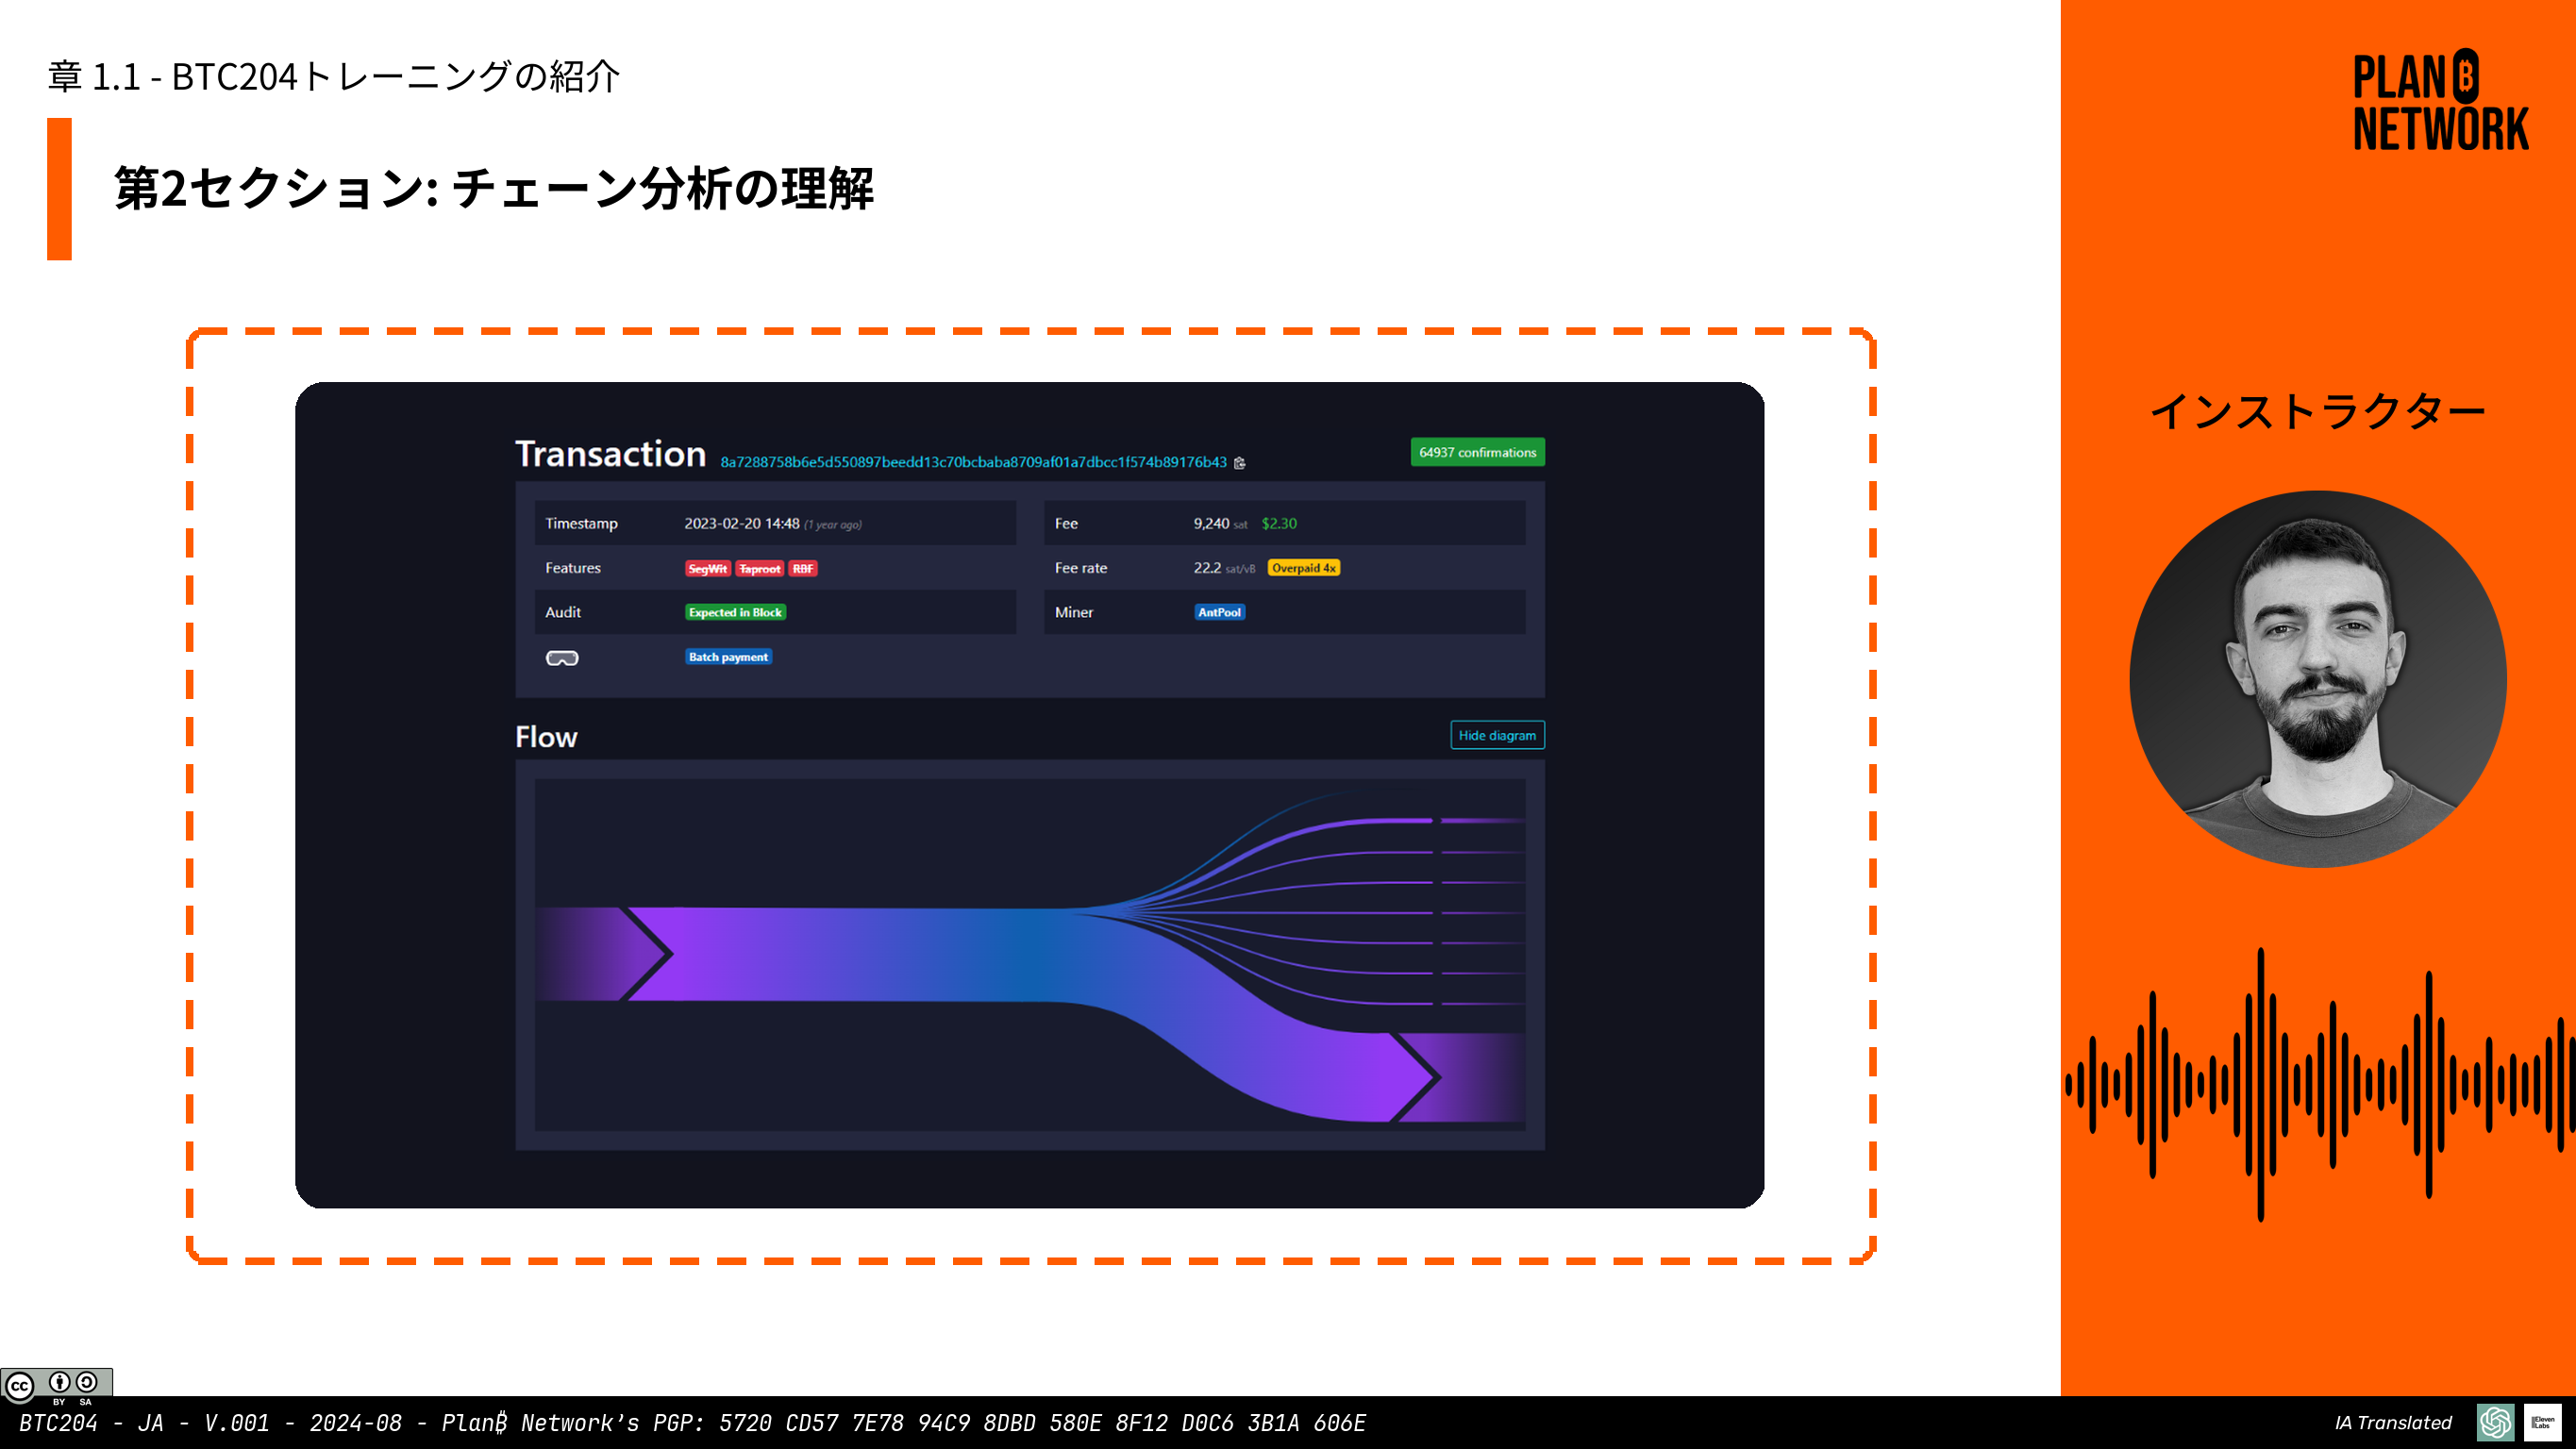 章 1.1 - BTC204トレーニングの紹介
PLAN B
NETWORK
第2セクション: チェーン分析の理解
インストラクター
Transaction 8a7288758b6e5d550897beedd13c70bcbaba8709af01a7dbcc1f574b89176b43 64937 confirmations
Timestamp 2023-02-20 14:48 (1 year ago) Fee 9,240 sat $2.30
Features SegWit Taproot RBF Fee rate 22.2 sat/vB Overpaid 4x
Audit Expected in Block Miner AntPool
Batch payment
Flow Hide diagram
CC BY SA
BTC204 - JA - V.001 - 2024-08 - Plan₿ Network’s PGP: 5720 CD57 7E78 94C9 8DBD 580E 8F12 D0C6 3B1A 606E
IA Translated
IIElevenLabs